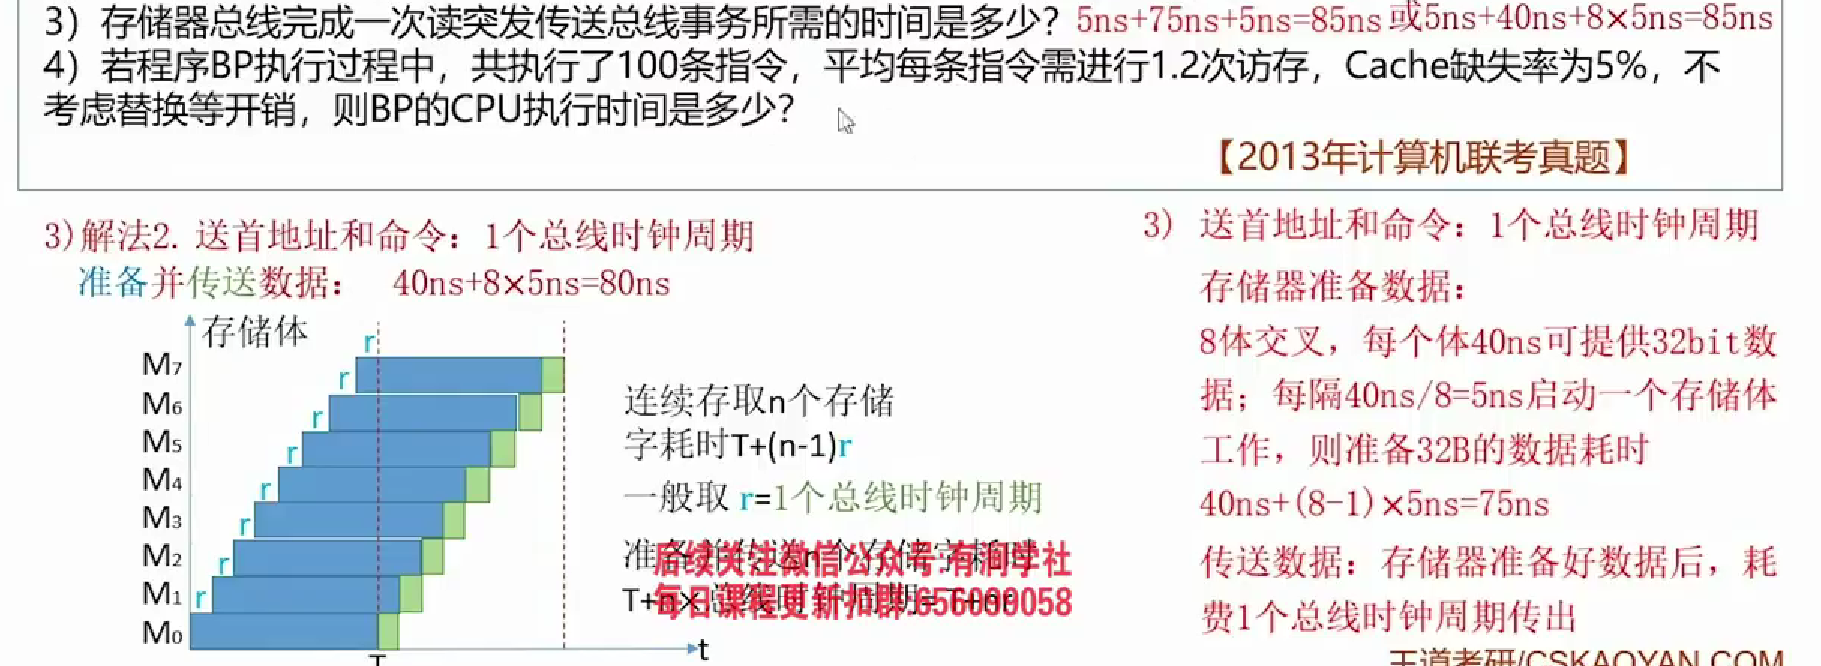 3）存储器总线完成一次读突发传送总线事务所需的时间是多少？5ns+75ns+5ns=85ns 或5ns+40ns+8×5ns=85ns
4）若程序BP执行过程中，共执行了100条指令，平均每条指令需进行1.2次访存，Cache缺失率为5%，不
考虑替换等开销，则BP的CPU执行时间是多少？
【2013年计算机联考真题】
3)解法2. 送首地址和命令：1个总线时钟周期
准备并传送数据： 40ns+8×5ns=80ns
存储体
M7
M6
M5
M4
M3
M2
M1
M0
r
r
r
r
r
r
r
r
T
t
连续存取n个存储
字耗时T+(n-1)r
一般取 r=1个总线时钟周期
准备并传送n个存储字耗时
后续关注微信公众号:有润学社
每日课程更新扣群:656009058
3） 送首地址和命令：1个总线时钟周期
存储器准备数据：
8体交叉，每个体40ns可提供32bit数
据；每隔40ns/8=5ns启动一个存储体
工作，则准备32B的数据耗时
40ns+(8-1)×5ns=75ns
传送数据：存储器准备好数据后，耗
费1个总线时钟周期传出
王道考研/CSKAOYAN.COM